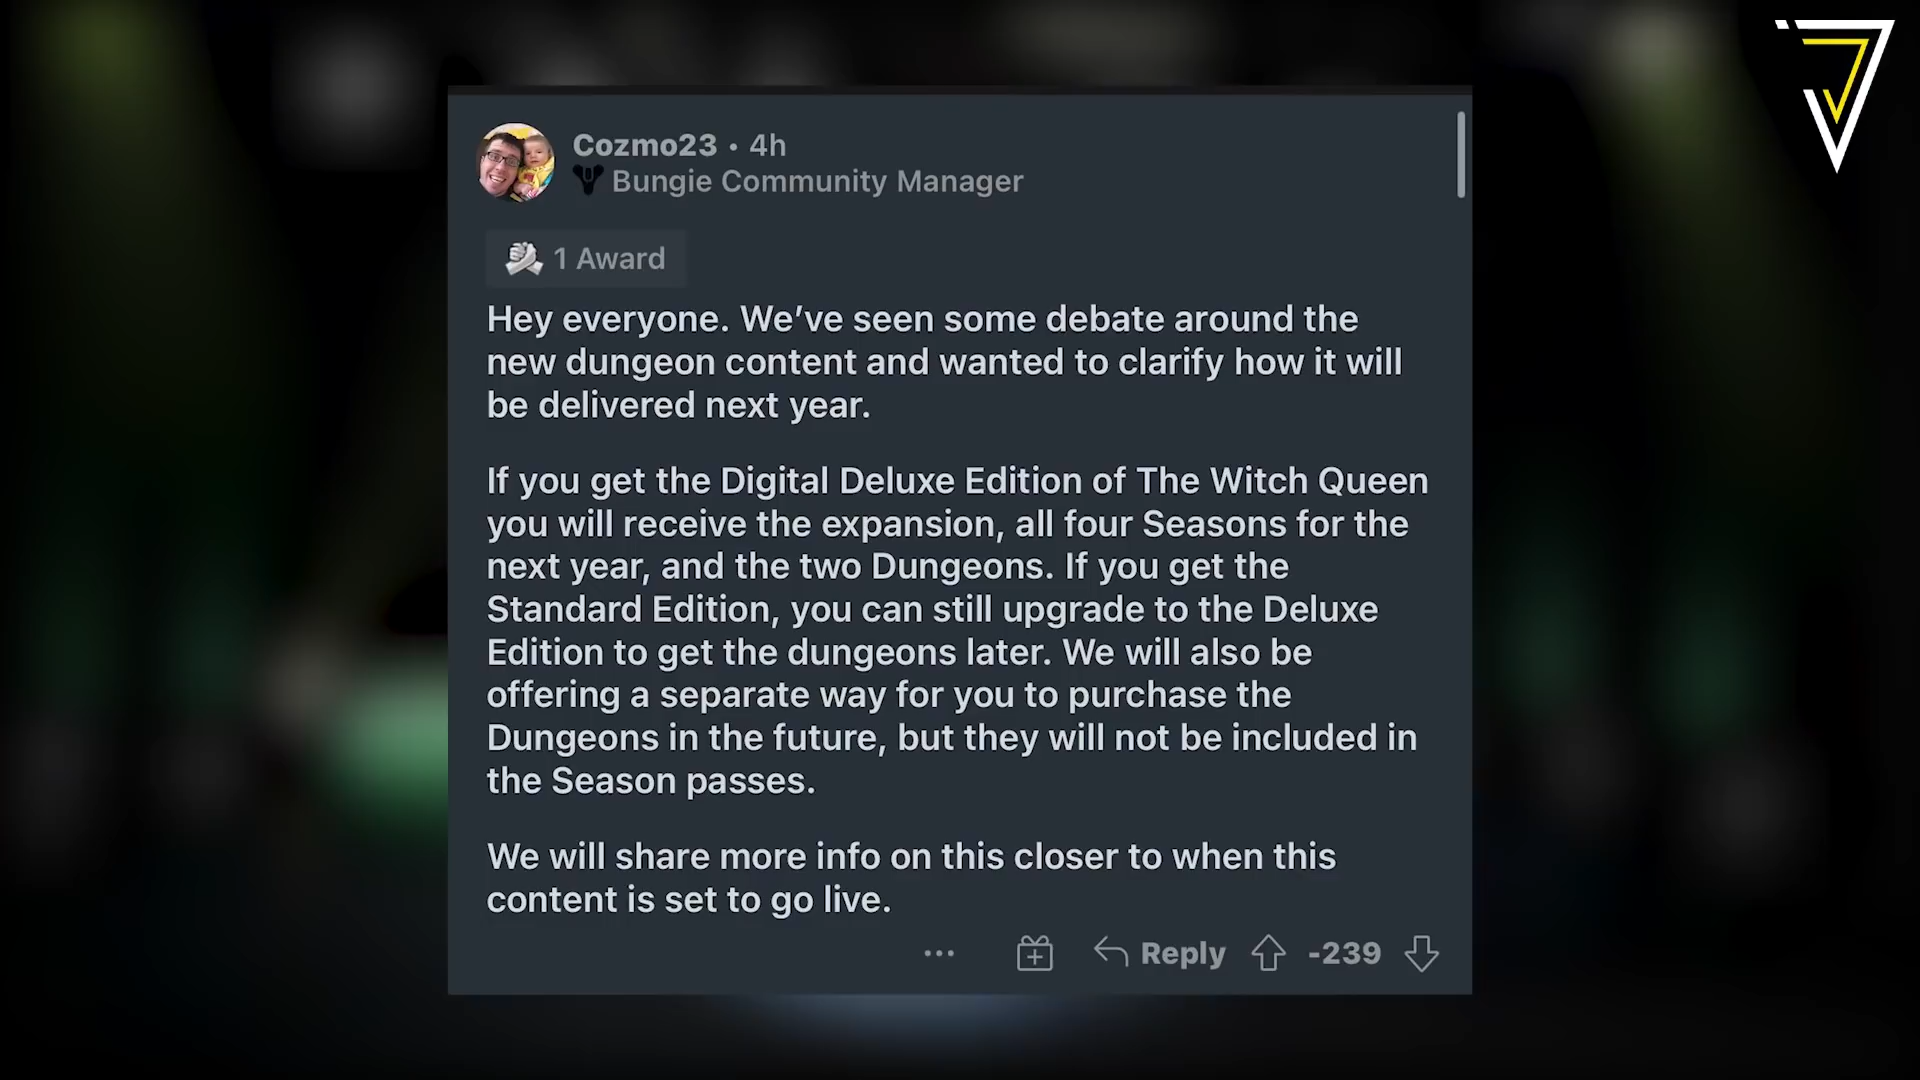 Cozmo23 • 4h
Bungie Community Manager
1 Award
Hey everyone. We’ve seen some debate around the
new dungeon content and wanted to clarify how it will
be delivered next year.
If you get the Digital Deluxe Edition of The Witch Queen
you will receive the expansion, all four Seasons for the
next year, and the two Dungeons. If you get the
Standard Edition, you can still upgrade to the Deluxe
Edition to get the dungeons later. We will also be
offering a separate way for you to purchase the
Dungeons in the future, but they will not be included in
the Season passes.
We will share more info on this closer to when this
content is set to go live.
... Reply -239